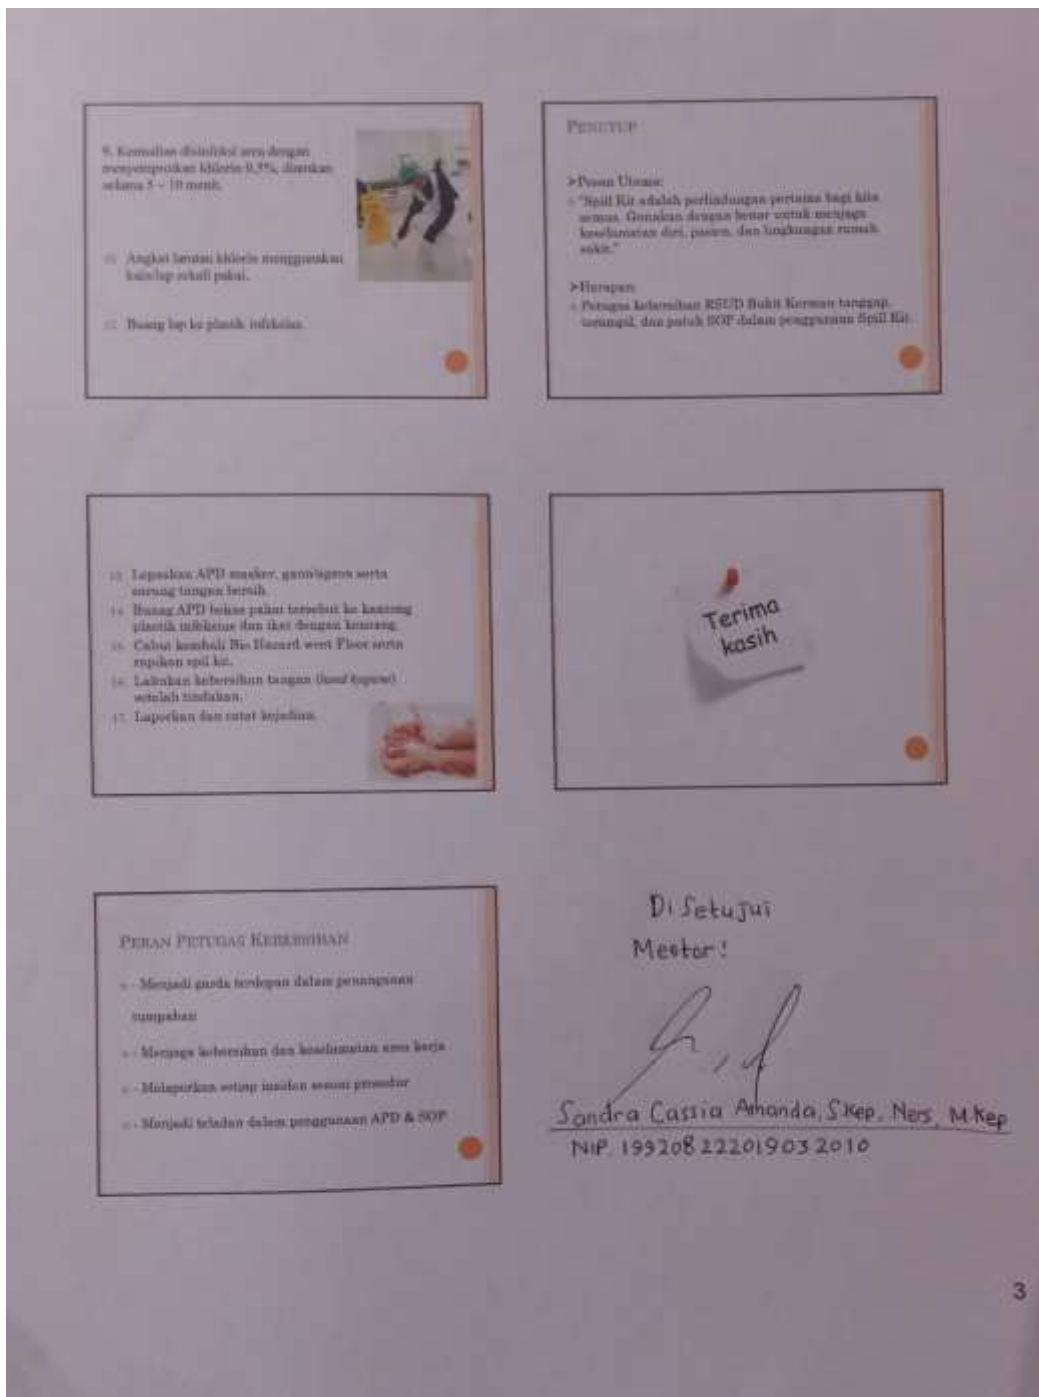 9. Kemudian disinfeksi area dengan
menyemprotkan khlorin 0,5%, diamkan
selama 5 – 10 menit.
10. Angkat larutan khlorin menggunakan
kain/lap sekali pakai.
Buang lap ke plastik infeksius.
PENUTUP
➢Pesan Utama:
"Spill Kit adalah perlindungan pertama bagi kita
semua. Gunakan dengan benar untuk menjaga
keselamatan diri, pasien, dan lingkungan rumah
sakit."
➢Harapan:
Petugas kebersihan RSUD Bukit Kerman tanggap,
terampil, dan patuh SOP dalam penggunaan Spill Kit.
13. Lepaskan APD masker, gaun/apron serta
sarung tangan bersih.
14. Buang APD bekas pakai tersebut ke kantong
plastik infeksius dan ikat dengan kencang.
15. Cabut kembali Bio Hazard went Floor serta
rapikan spil kit.
16. Lakukan kebersihan tangan (hand hygiene)
setelah tindakan.
17. Laporkan dan catat kejadian.
Terima
kasih
PERAN PETUGAS KEBERSIHAN
- Menjadi garda terdepan dalam penanganan
tumpahan
- Menjaga kebersihan dan keselamatan area kerja
- Melaporkan setiap insiden sesuai prosedur
- Menjadi teladan dalam penggunaan APD & SOP
Di Setujui
Mentor!
Sandra Cassia Amanda, S.Kep, Ners, M.Kep
NIP. 199208222019032010
3